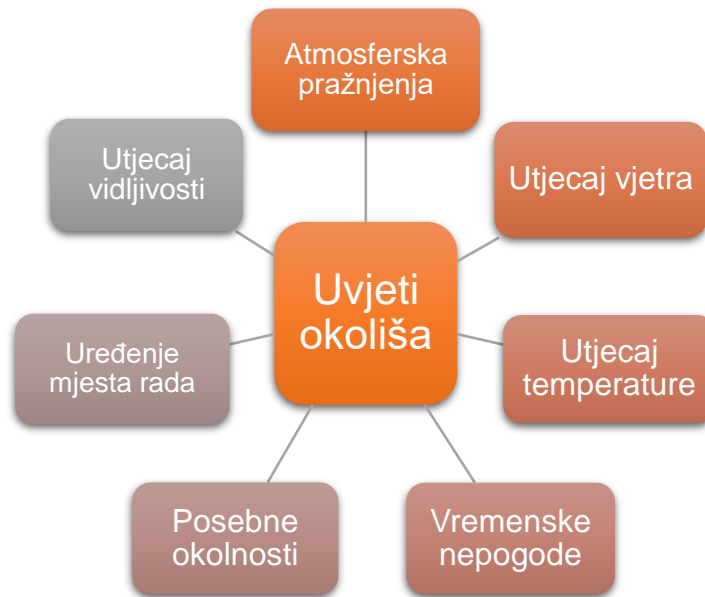 Atmosferska
pražnjenja
Utjecaj
vidljivosti
Utjecaj vjetra
Uvjeti
okoliša
Uređenje
mjesta rada
Utjecaj
temperature
Posebne
okolnosti
Vremenske
nepogode